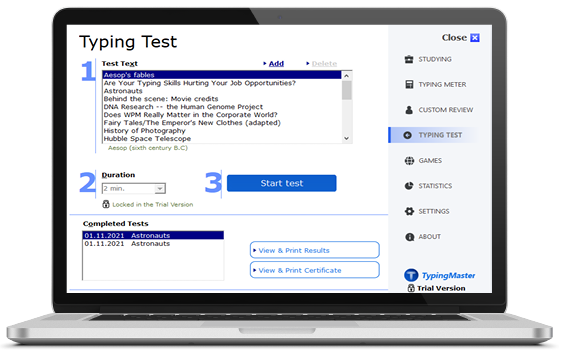 Typing Test
Close
1
Test Text
Add
Delete
Aesop's fables
Are Your Typing Skills Hurting Your Job Opportunities?
Astronauts
Behind the scene: Movie credits
DNA Research -- the Human Genome Project
Does WPM Really Matter in the Corporate World?
Fairy Tales/The Emperor's New Clothes (adapted)
History of Photography
Hubble Space Telescope
Aesop (sixth century B.C)
2
Duration
2 min.
Locked in the Trial Version
3
Start test
Completed Tests
01.11.2021 Astronauts
01.11.2021 Astronauts
View & Print Results
View & Print Certificate
STUDYING
TYPING METER
CUSTOM REVIEW
TYPING TEST
GAMES
STATISTICS
SETTINGS
ABOUT
TypingMaster
Trial Version